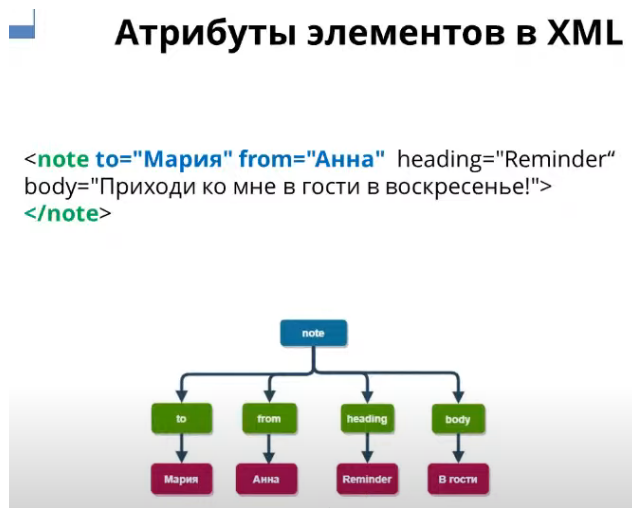 Атрибуты элементов в XML
<note to="Мария" from="Анна" heading="Reminder“
body="Приходи ко мне в гости в воскресенье!">
</note>
note
to from heading body
Мария Анна Reminder В гости